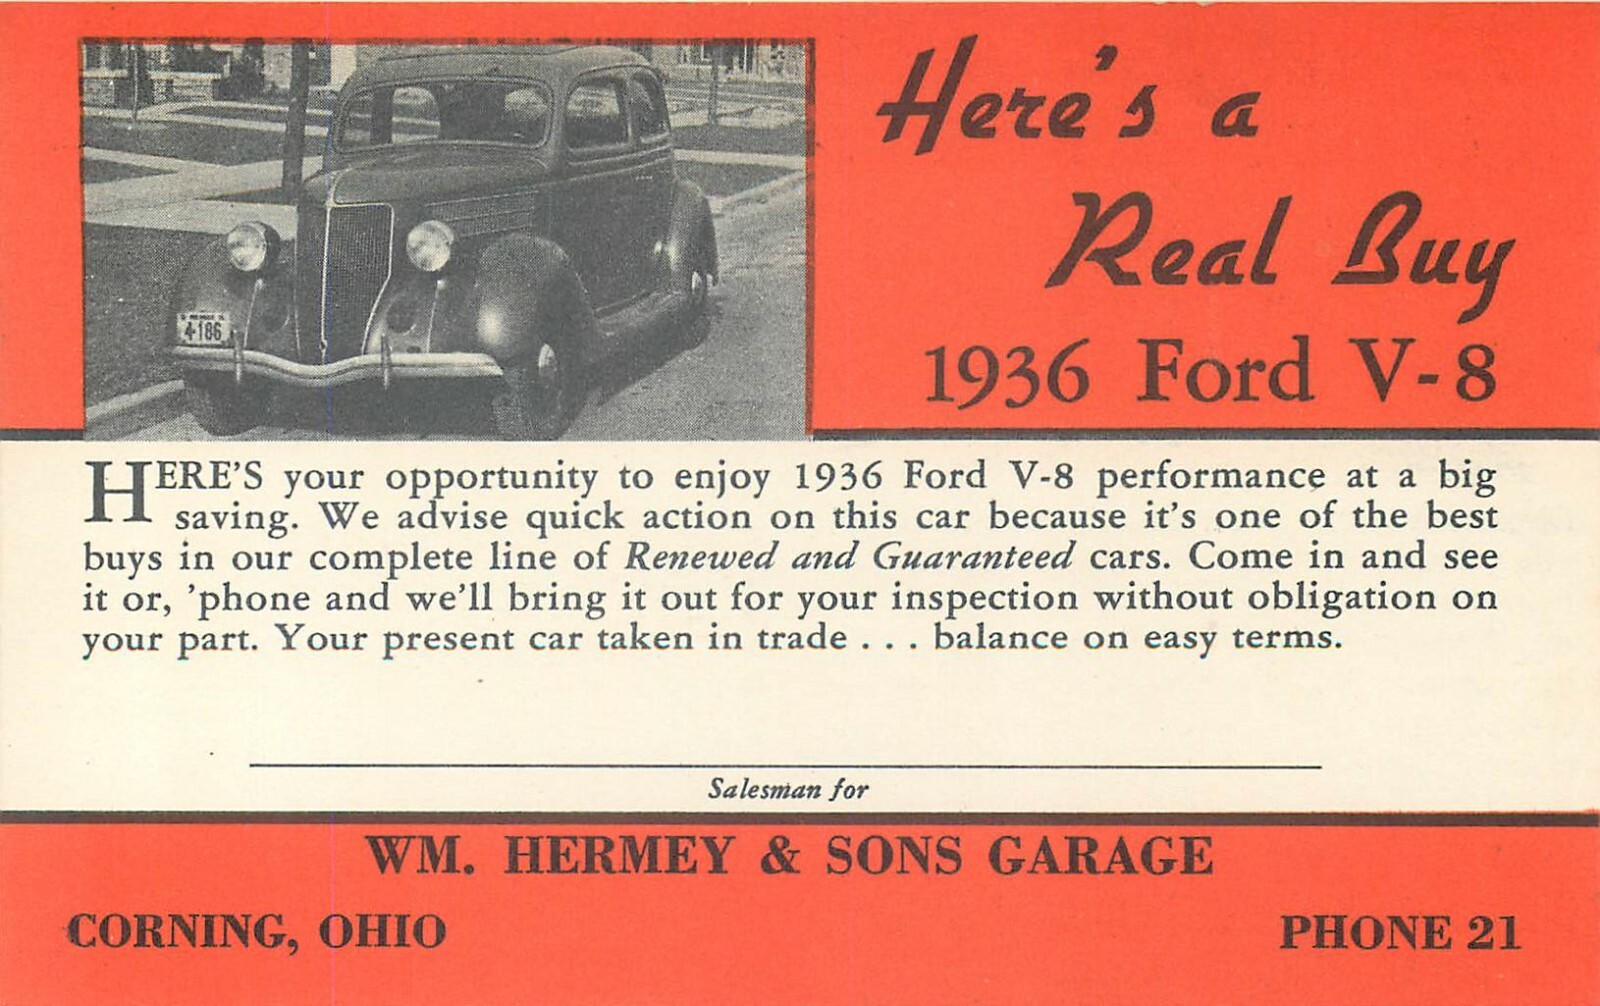 Here's a
Real Buy
1936 Ford V-8
4-186
HERE'S your opportunity to enjoy 1936 Ford V-8 performance at a big
saving. We advise quick action on this car because it's one of the best
buys in our complete line of Renewed and Guaranteed cars. Come in and see
it or, 'phone and we'll bring it out for your inspection without obligation on
your part. Your present car taken in trade . . . balance on easy terms.
Salesman for
WM. HERMEY & SONS GARAGE
CORNING, OHIO
PHONE 21